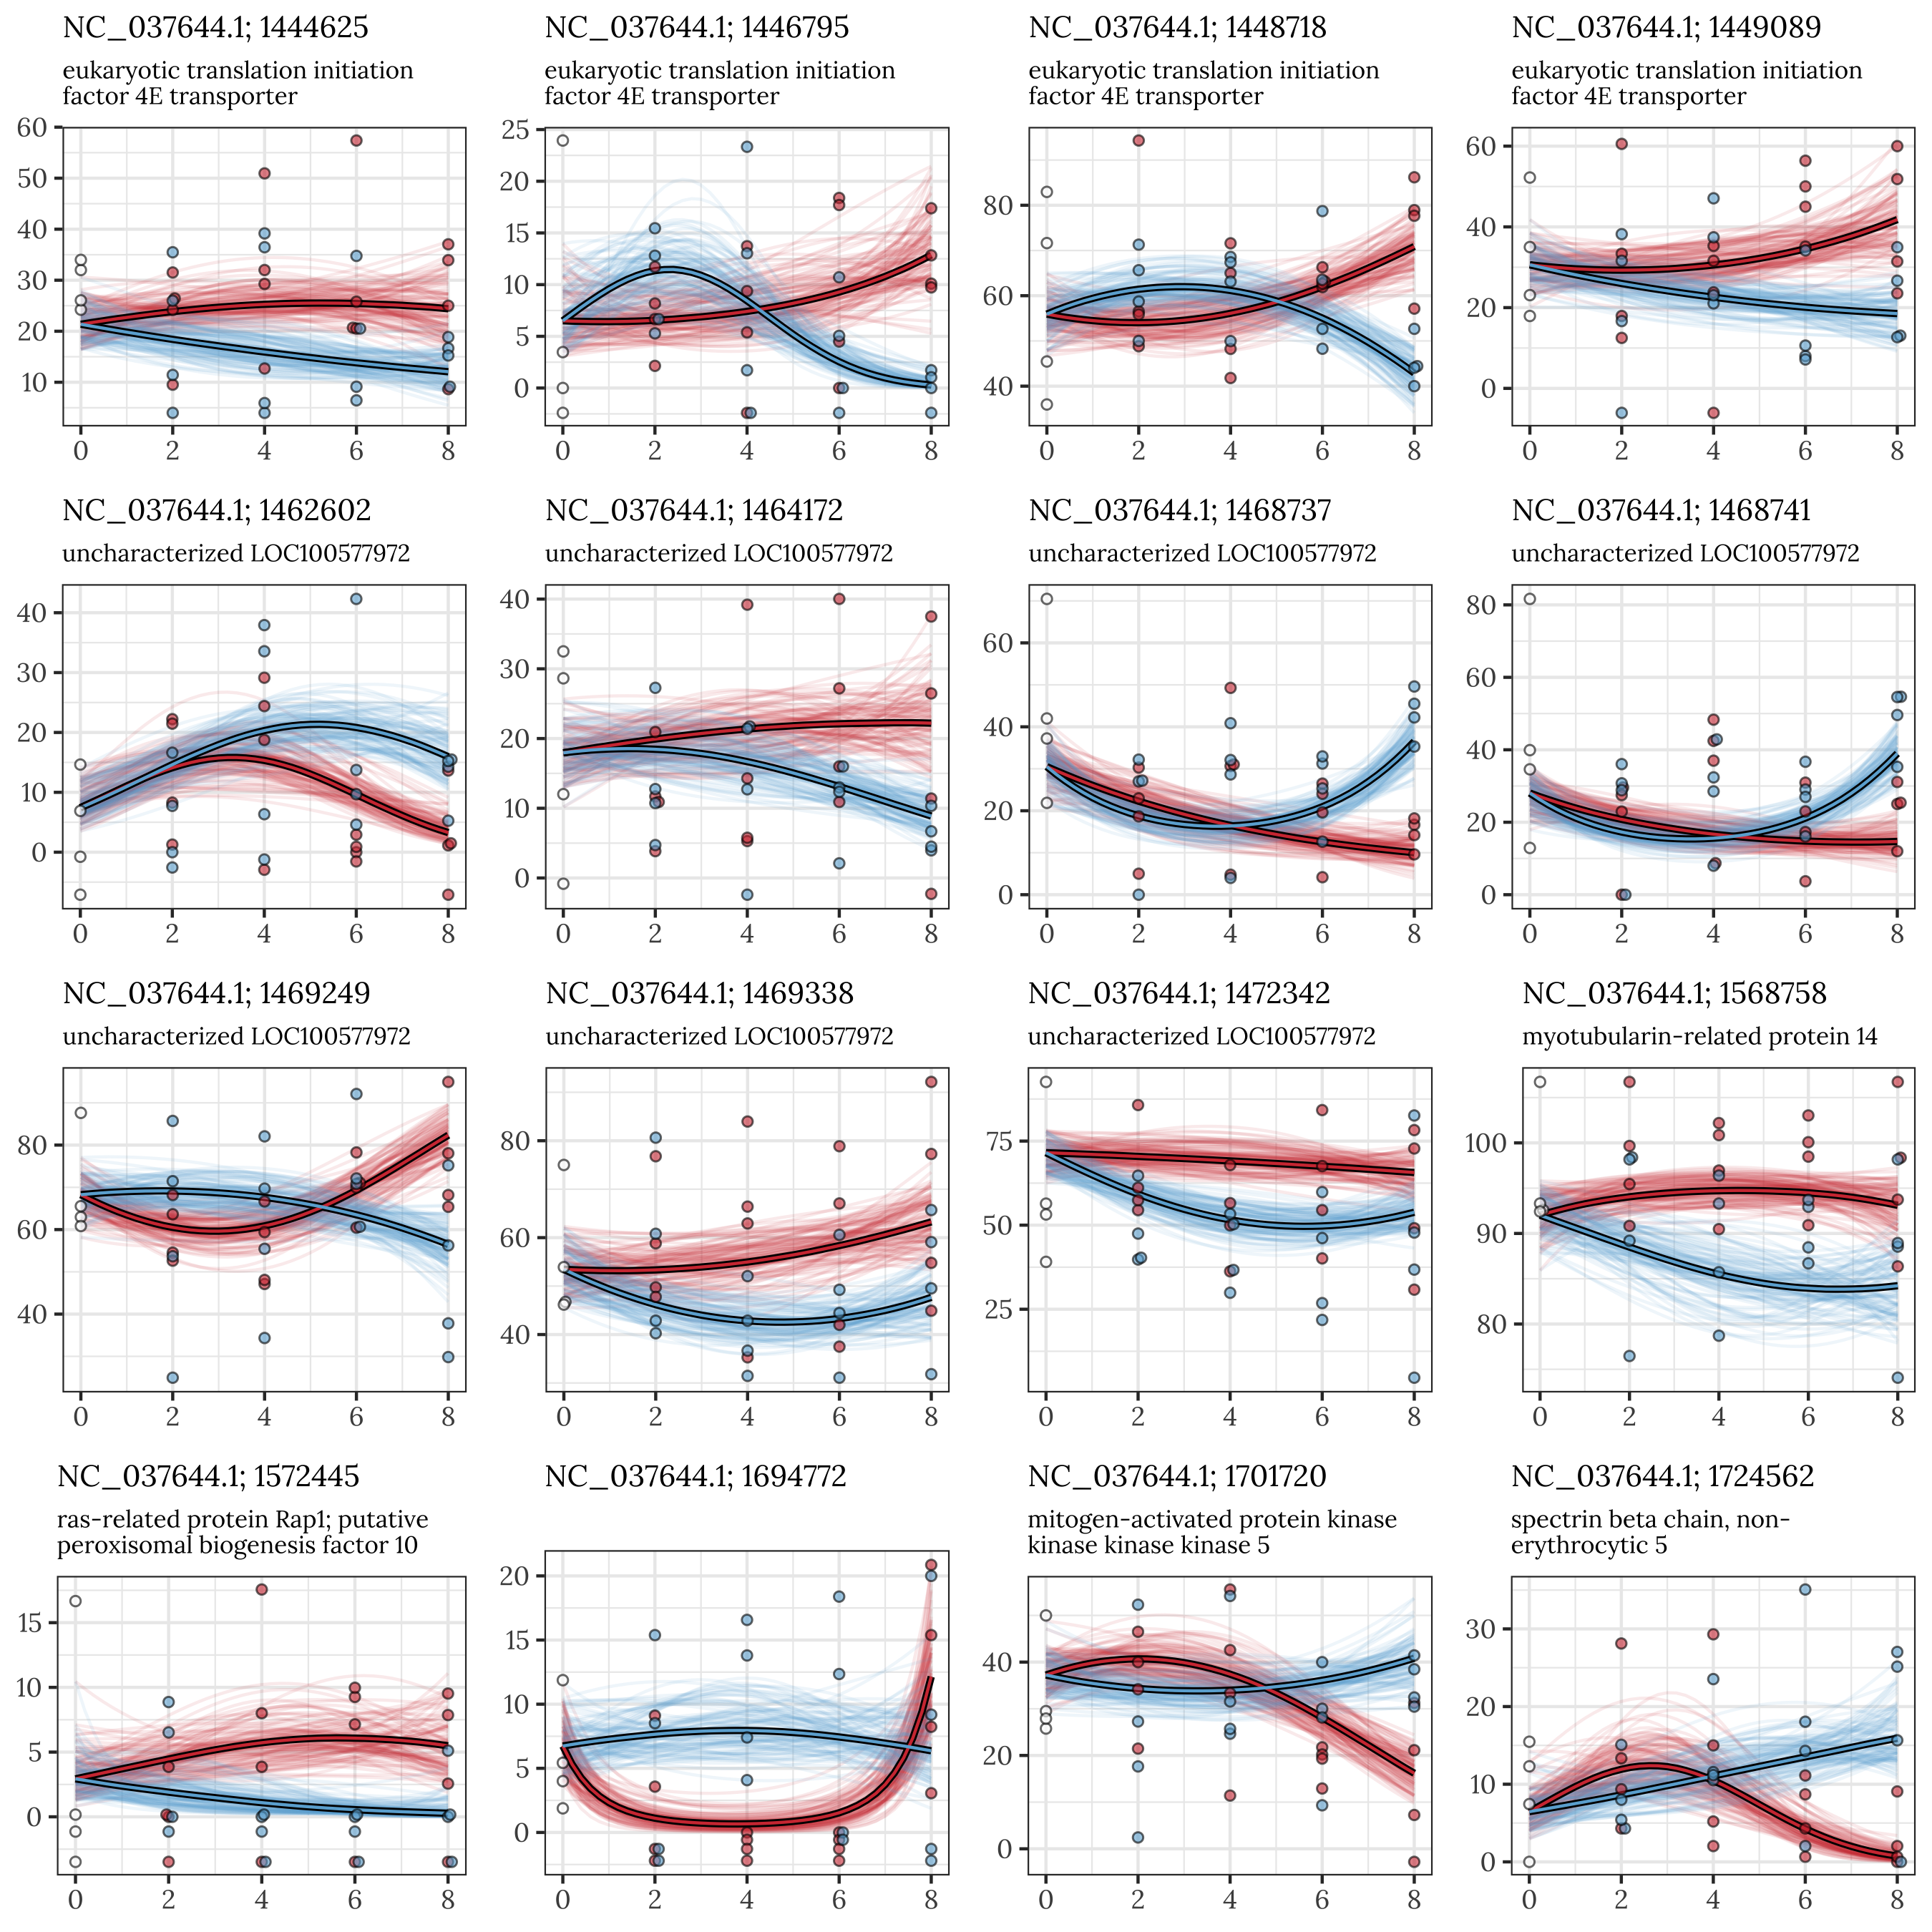 NC_037644.1; 1444625
eukaryotic translation initiation
factor 4E transporter
60
50
40
30
20
10
0 2 4 6 8
NC_037644.1; 1446795
eukaryotic translation initiation
factor 4E transporter
25
20
15
10
5
0
0 2 4 6 8
NC_037644.1; 1448718
eukaryotic translation initiation
factor 4E transporter
80
60
40
0 2 4 6 8
NC_037644.1; 1449089
eukaryotic translation initiation
factor 4E transporter
60
40
20
0
0 2 4 6 8
NC_037644.1; 1462602
uncharacterized LOC100577972
40
30
20
10
0
0 2 4 6 8
NC_037644.1; 1464172
uncharacterized LOC100577972
40
30
20
10
0
0 2 4 6 8
NC_037644.1; 1468737
uncharacterized LOC100577972
60
40
20
0
0 2 4 6 8
NC_037644.1; 1468741
uncharacterized LOC100577972
80
60
40
20
0
0 2 4 6 8
NC_037644.1; 1469249
uncharacterized LOC100577972
80
60
40
0 2 4 6 8
NC_037644.1; 1469338
uncharacterized LOC100577972
80
60
40
0 2 4 6 8
NC_037644.1; 1472342
uncharacterized LOC100577972
75
50
25
0 2 4 6 8
NC_037644.1; 1568758
myotubularin-related protein 14
100
90
80
0 2 4 6 8
NC_037644.1; 1572445
ras-related protein Rap1; putative
peroxisomal biogenesis factor 10
15
10
5
0
0 2 4 6 8
NC_037644.1; 1694772
20
15
10
5
0
0 2 4 6 8
NC_037644.1; 1701720
mitogen-activated protein kinase
kinase kinase kinase 5
40
20
0
0 2 4 6 8
NC_037644.1; 1724562
spectrin beta chain, non-
erythrocytic 5
30
20
10
0
0 2 4 6 8